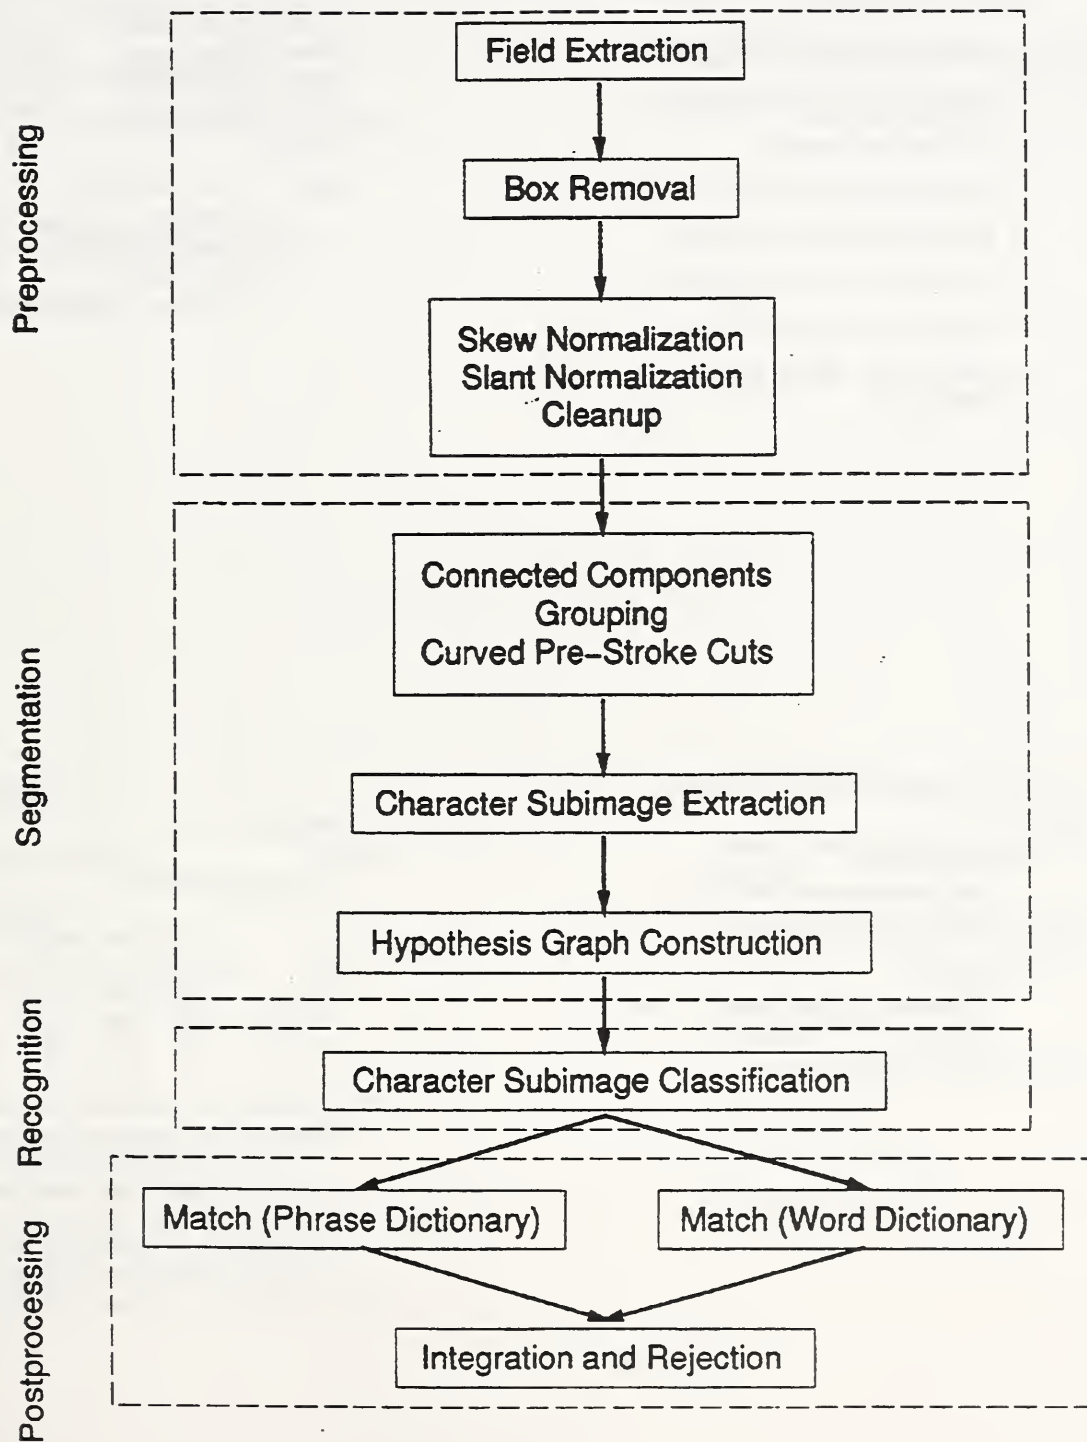 Preprocessing
Field Extraction
Box Removal
Skew Normalization
Slant Normalization
Cleanup
Segmentation
Connected Components
Grouping
Curved Pre-Stroke Cuts
Character Subimage Extraction
Hypothesis Graph Construction
Recognition
Character Subimage Classification
Postprocessing
Match (Phrase Dictionary)
Match (Word Dictionary)
Integration and Rejection